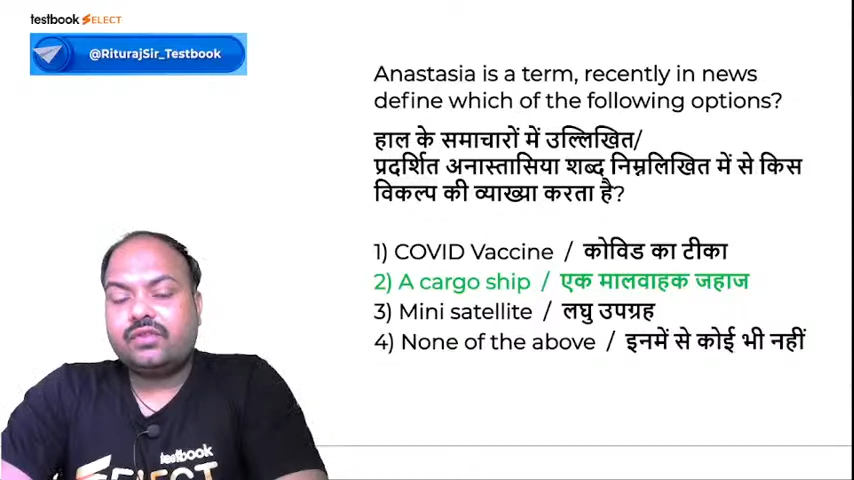 testbook SELECT
@RiturajSir_Testbook
Anastasia is a term, recently in news
define which of the following options?
हाल के समाचारों में उल्लिखित/
प्रदर्शित अनास्तासिया शब्द निम्नलिखित में से किस
विकल्प की व्याख्या करता है?
1) COVID Vaccine / कोविड का टीका
2) A cargo ship / एक मालवाहक जहाज
3) Mini satellite / लघु उपग्रह
4) None of the above / इनमें से कोई भी नहीं
testbook
SELECT